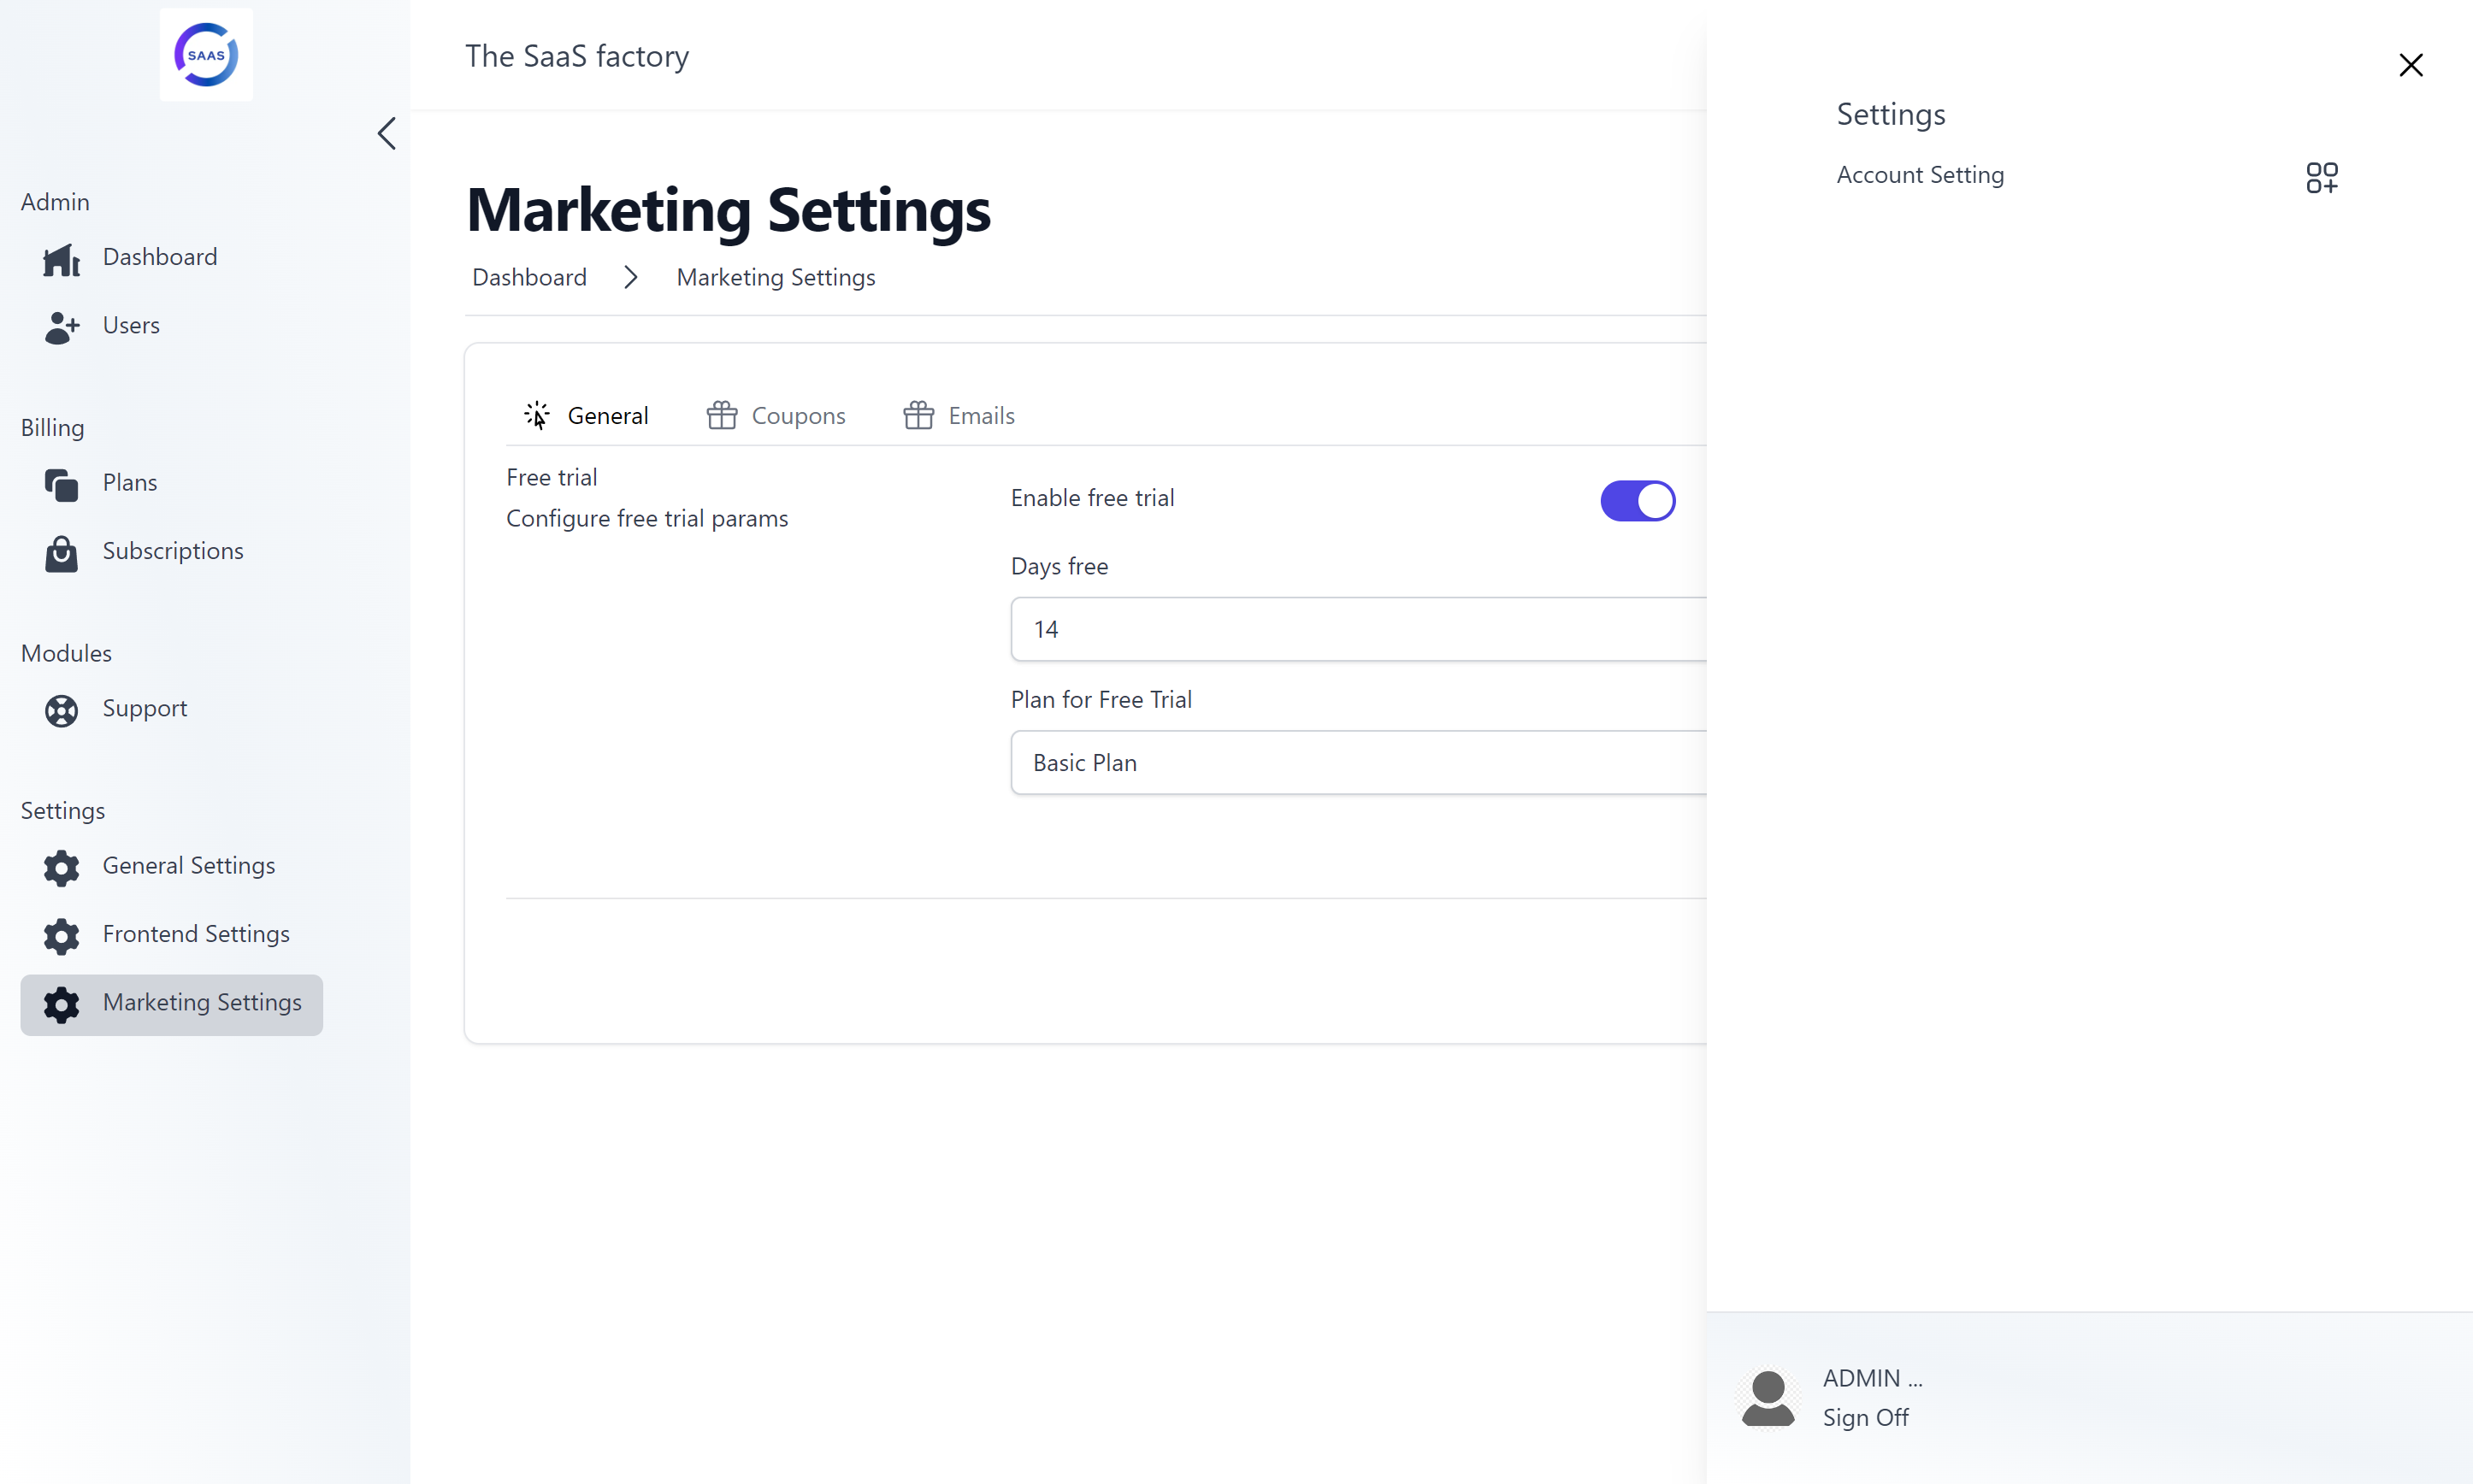 SAAS
Admin
Dashboard
Users
Billing
Plans
Subscriptions
Modules
Support
Settings
General Settings
Frontend Settings
Marketing Settings
The SaaS factory
Marketing Settings
Dashboard
Marketing Settings
General
Coupons
Emails
Free trial
Configure free trial params
Enable free trial
Days free
14
Plan for Free Trial
Basic Plan
Settings
Account Setting
ADMIN ...
Sign Off